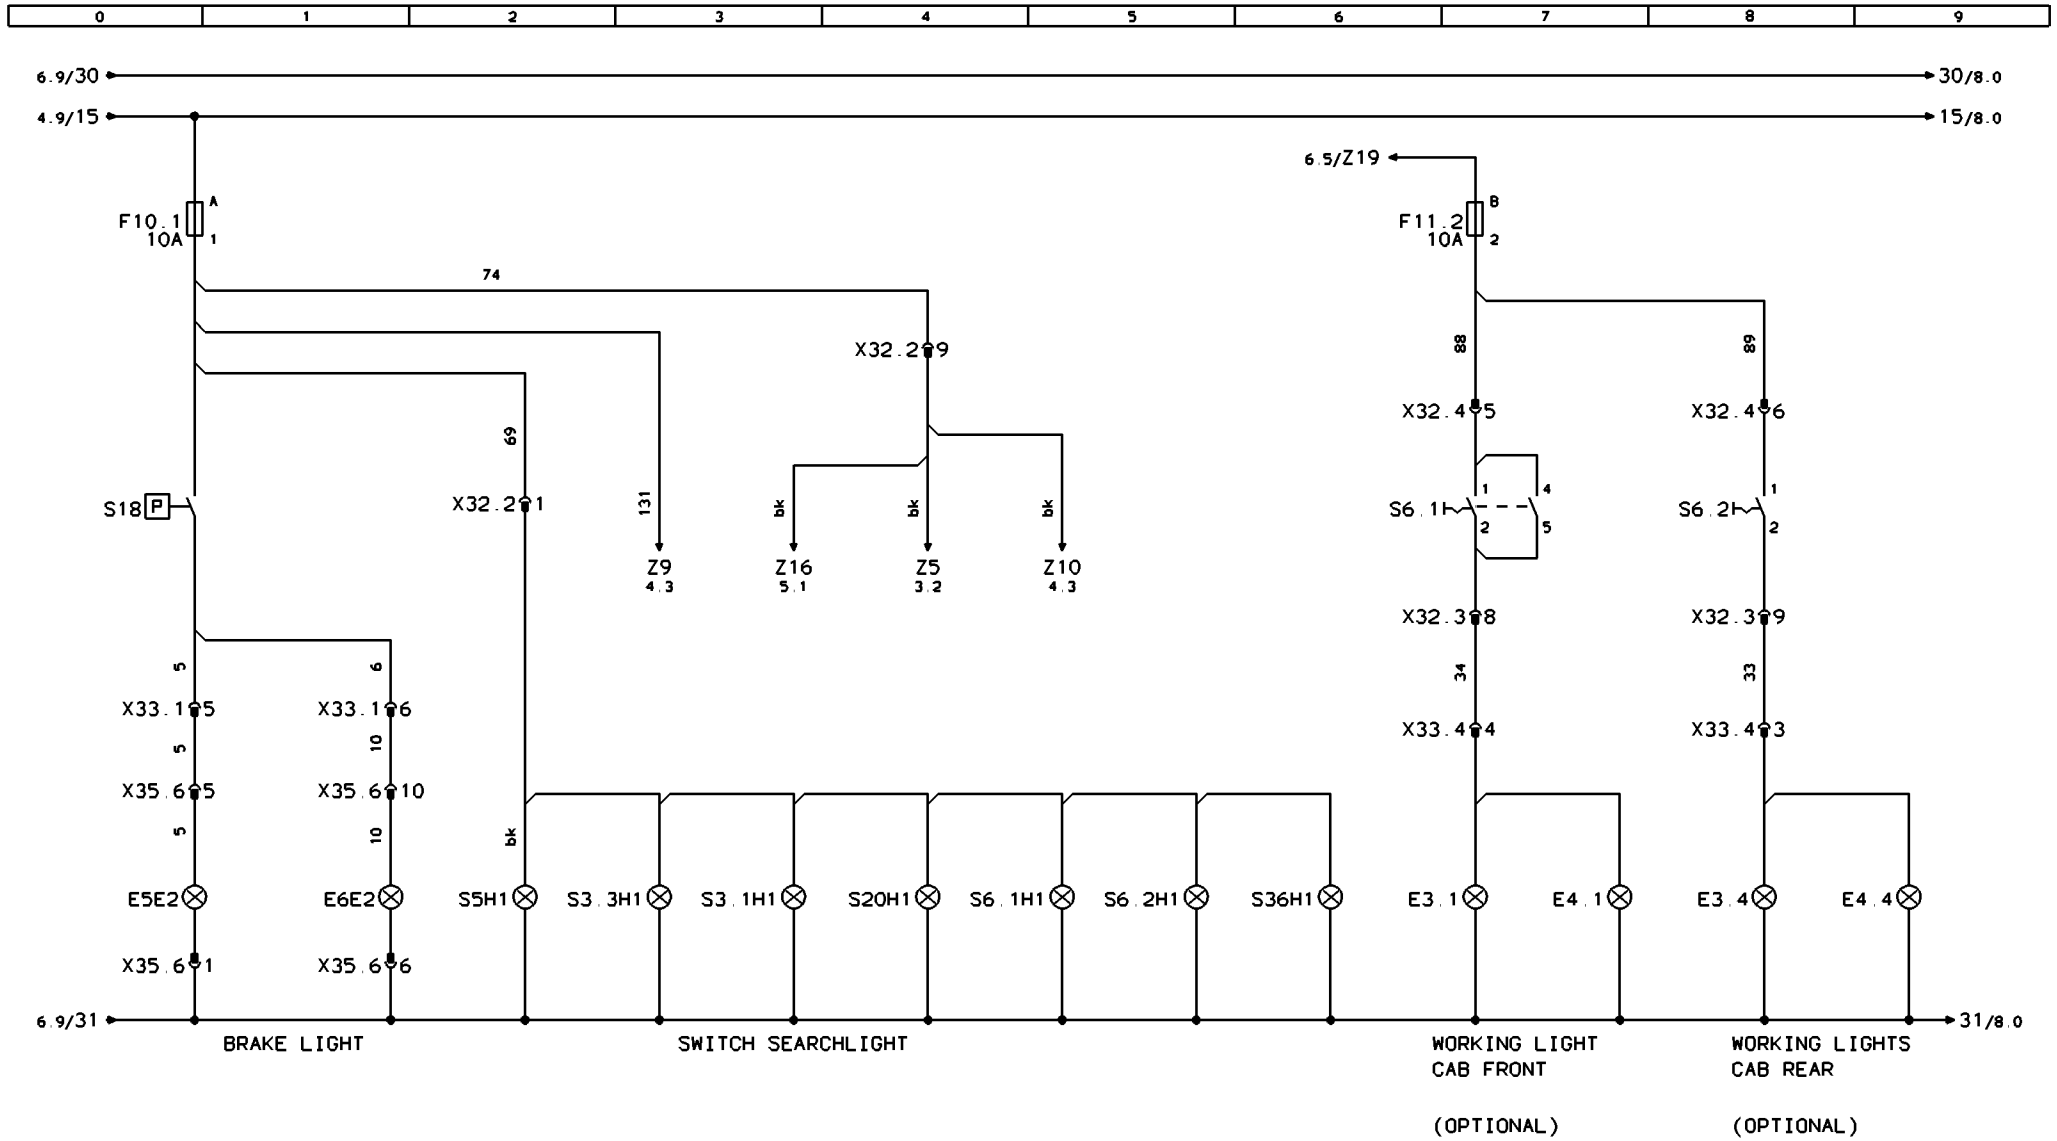 0 1 2 3 4 5 6 7 8 9
6.9/30 30/8.0
4.9/15 15/8.0
6.5/Z19
A B
F10.1 F11.2
10A 1 10A 2
74
88 89
X32.2 9
X32.4 5 X32.4 6
69
131 bk bk bk
X32.2 1
1 4 1
S18 P S6.1 S6.2
2 5 2
Z9 Z16 Z5 Z10
4.3 5.1 3.2 4.3
X32.3 8 X32.3 9
5 6 34 33
X33.1 5 X33.1 6
X33.4 4 X33.4 3
5 10
X35.6 5 X35.6 10
5 10 bk
E5E2 E6E2 S5H1 S3.3H1 S3.1H1 S20H1 S6.1H1 S6.2H1 S36H1 E3.1 E4.1 E3.4 E4.4
X35.6 1 X35.6 6
6.9/31 31/8.0
BRAKE LIGHT SWITCH SEARCHLIGHT WORKING LIGHT WORKING LIGHTS
CAB FRONT CAB REAR
(OPTIONAL) (OPTIONAL)